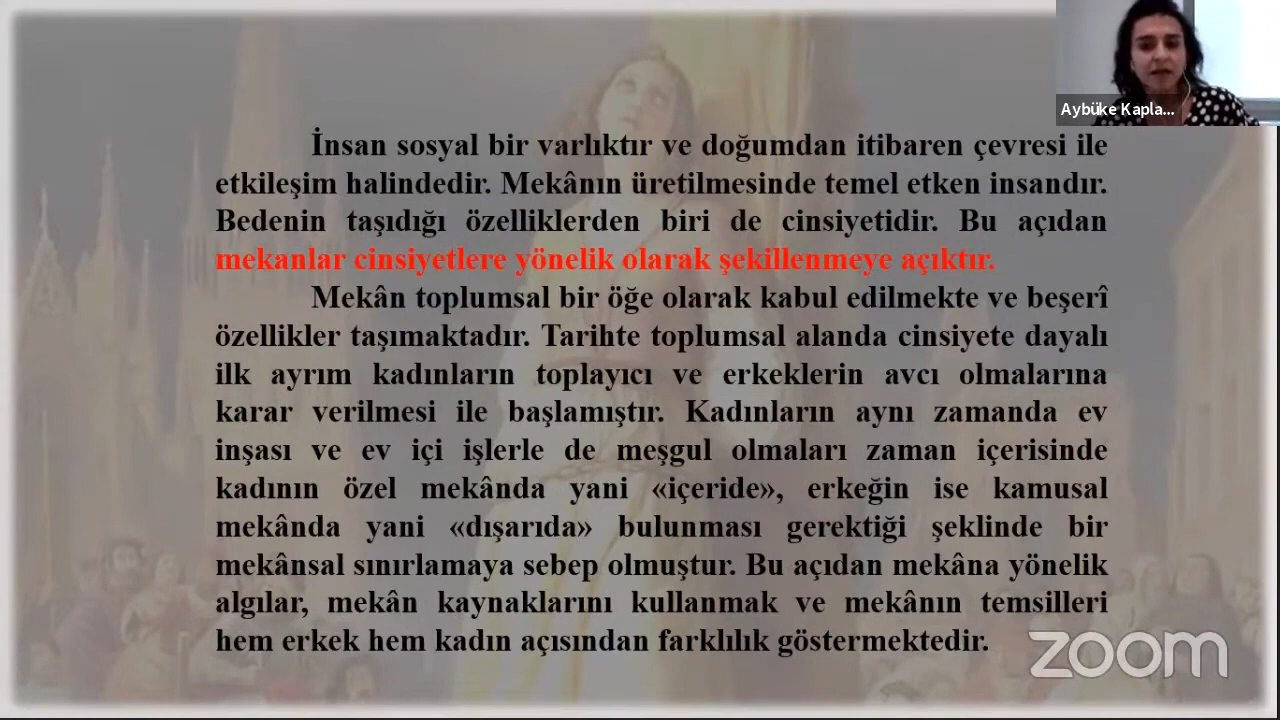 Aybüke Kapla...
İnsan sosyal bir varlıktır ve doğumdan itibaren çevresi ile
etkileşim halindedir. Mekânın üretilmesinde temel etken insandır.
Bedenin taşıdığı özelliklerden biri de cinsiyetidir. Bu açıdan
mekanlar cinsiyetlere yönelik olarak şekillenmeye açıktır.
Mekân toplumsal bir öğe olarak kabul edilmekte ve beşerî
özellikler taşımaktadır. Tarihte toplumsal alanda cinsiyete dayalı
ilk ayrım kadınların toplayıcı ve erkeklerin avcı olmalarına
karar verilmesi ile başlamıştır. Kadınların aynı zamanda ev
inşası ve ev içi işlerle de meşgul olmaları zaman içerisinde
kadının özel mekânda yani «içeride», erkeğin ise kamusal
mekânda yani «dışarıda» bulunması gerektiği şeklinde bir
mekânsal sınırlamaya sebep olmuştur. Bu açıdan mekâna yönelik
algılar, mekân kaynaklarını kullanmak ve mekânın temsilleri
hem erkek hem kadın açısından farklılık göstermektedir.
zoom